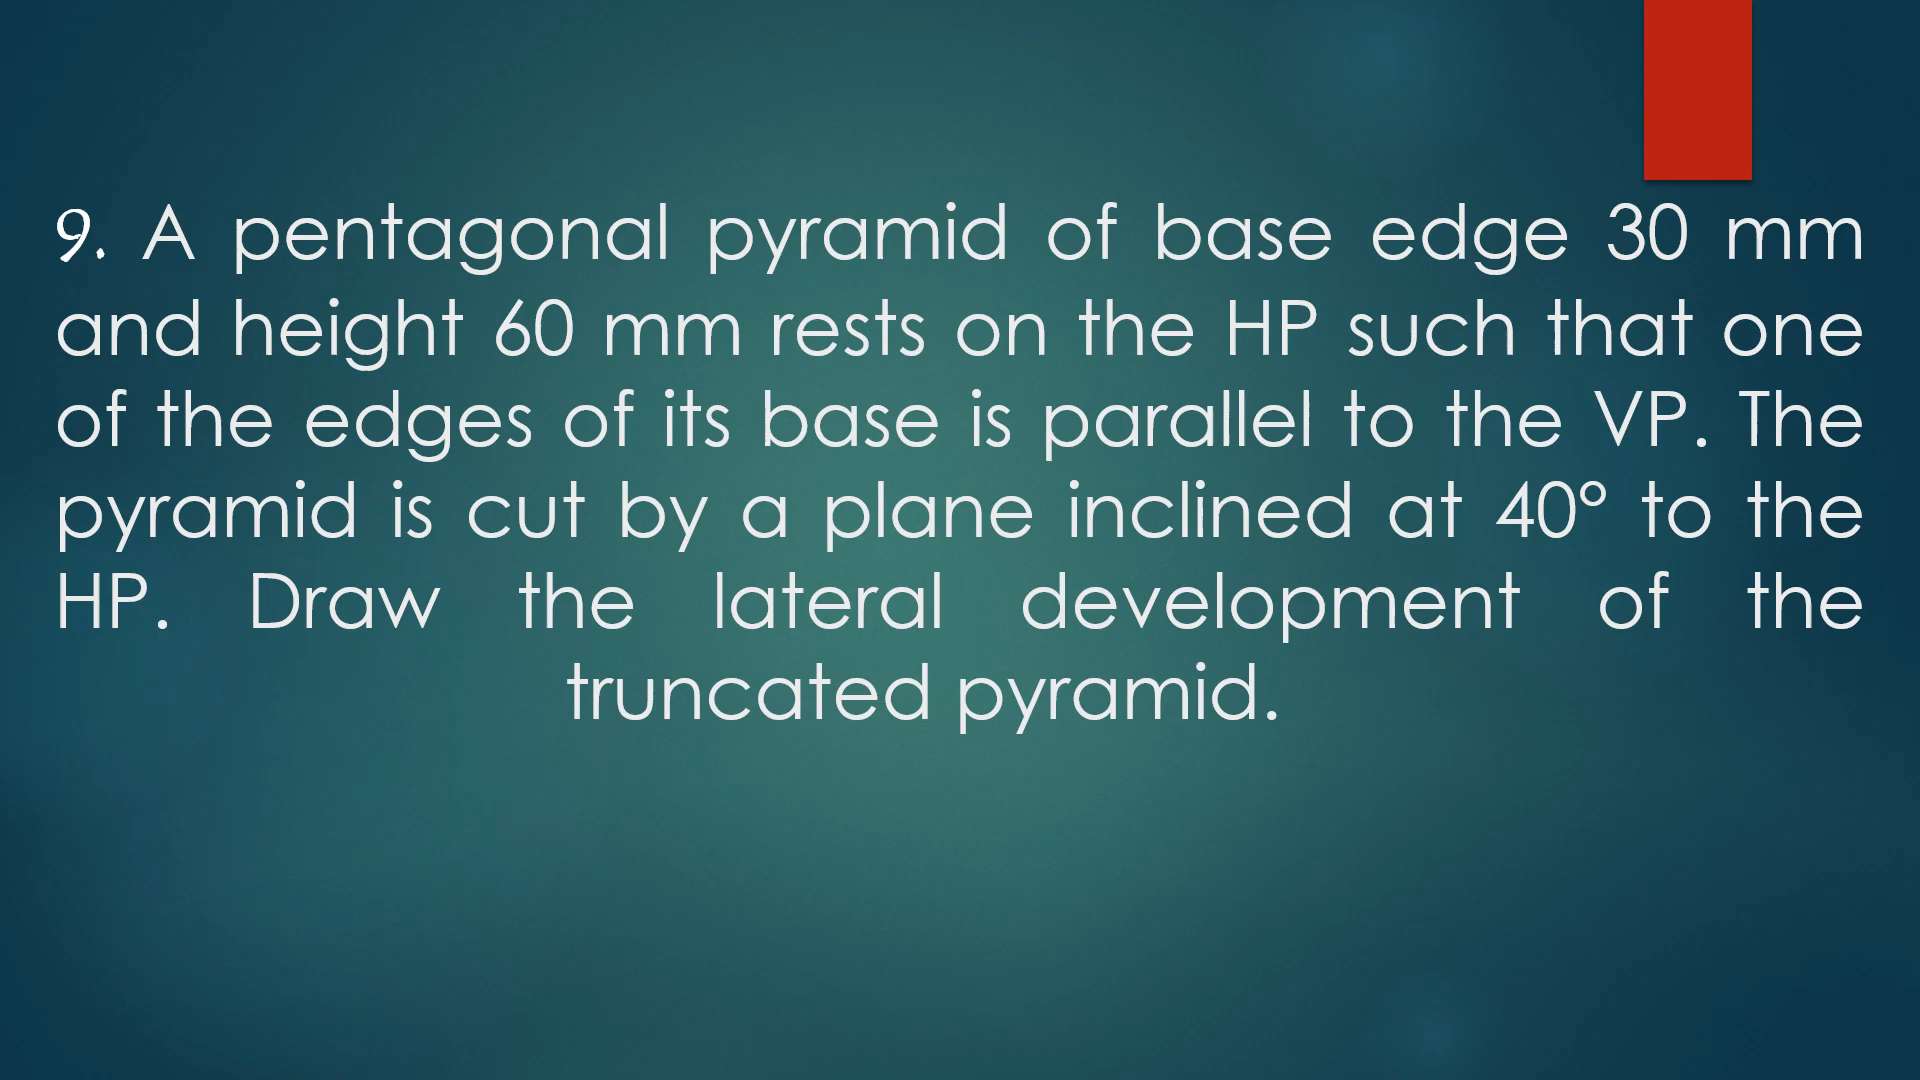 9. A pentagonal pyramid of base edge 30 mm
and height 60 mm rests on the HP such that one
of the edges of its base is parallel to the VP. The
pyramid is cut by a plane inclined at 40° to the
HP. Draw the lateral development of the
truncated pyramid.